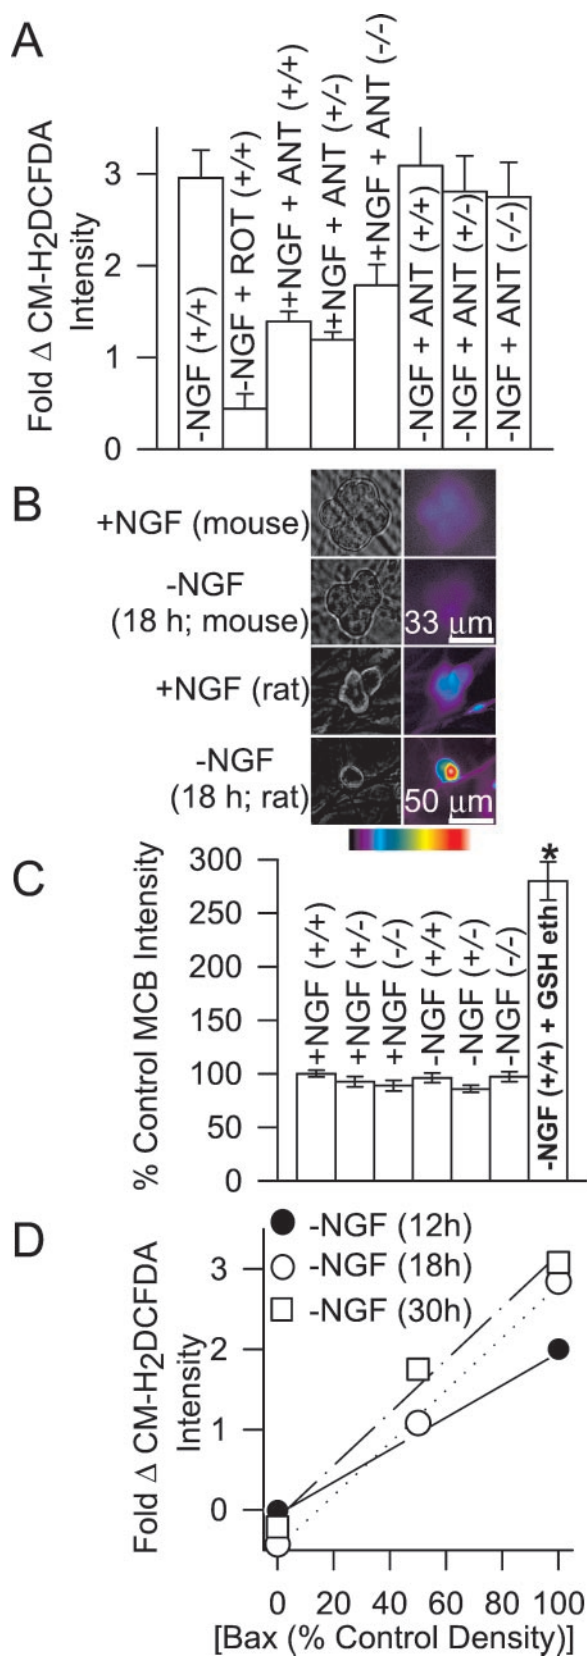 A
Fold Δ CM-H2DCFDA
Intensity
3
2
1
0
-NGF (+/+)
-NGF + ROT (+/+)
+NGF + ANT (+/+)
+NGF + ANT (+/-)
+NGF + ANT (-/-)
-NGF + ANT (+/+)
-NGF + ANT (+/-)
-NGF + ANT (-/-)
B
+NGF (mouse)
-NGF
(18 h; mouse)
33 µm
+NGF (rat)
-NGF
(18 h; rat)
50 µm
C
% Control MCB Intensity
300
250
200
150
100
50
0
+NGF (+/+)
+NGF (+/-)
+NGF (-/-)
-NGF (+/+)
-NGF (+/-)
-NGF (-/-)
-NGF (+/+) + GSH eth
*
D
Fold Δ CM-H2DCFDA
Intensity
-NGF (12h)
-NGF (18h)
-NGF (30h)
3
2
1
0
0 20 40 60 80 100
[Bax (% Control Density)]